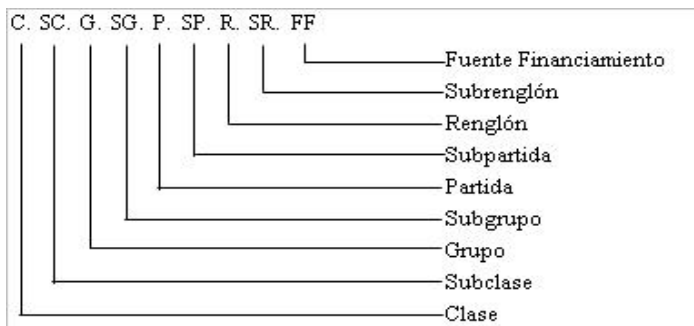 C. SC. G. SG. P. SP. R. SR. FF
Fuente Financiamiento
Subrenglón
Renglón
Subpartida
Partida
Subgrupo
Grupo
Subclase
Clase